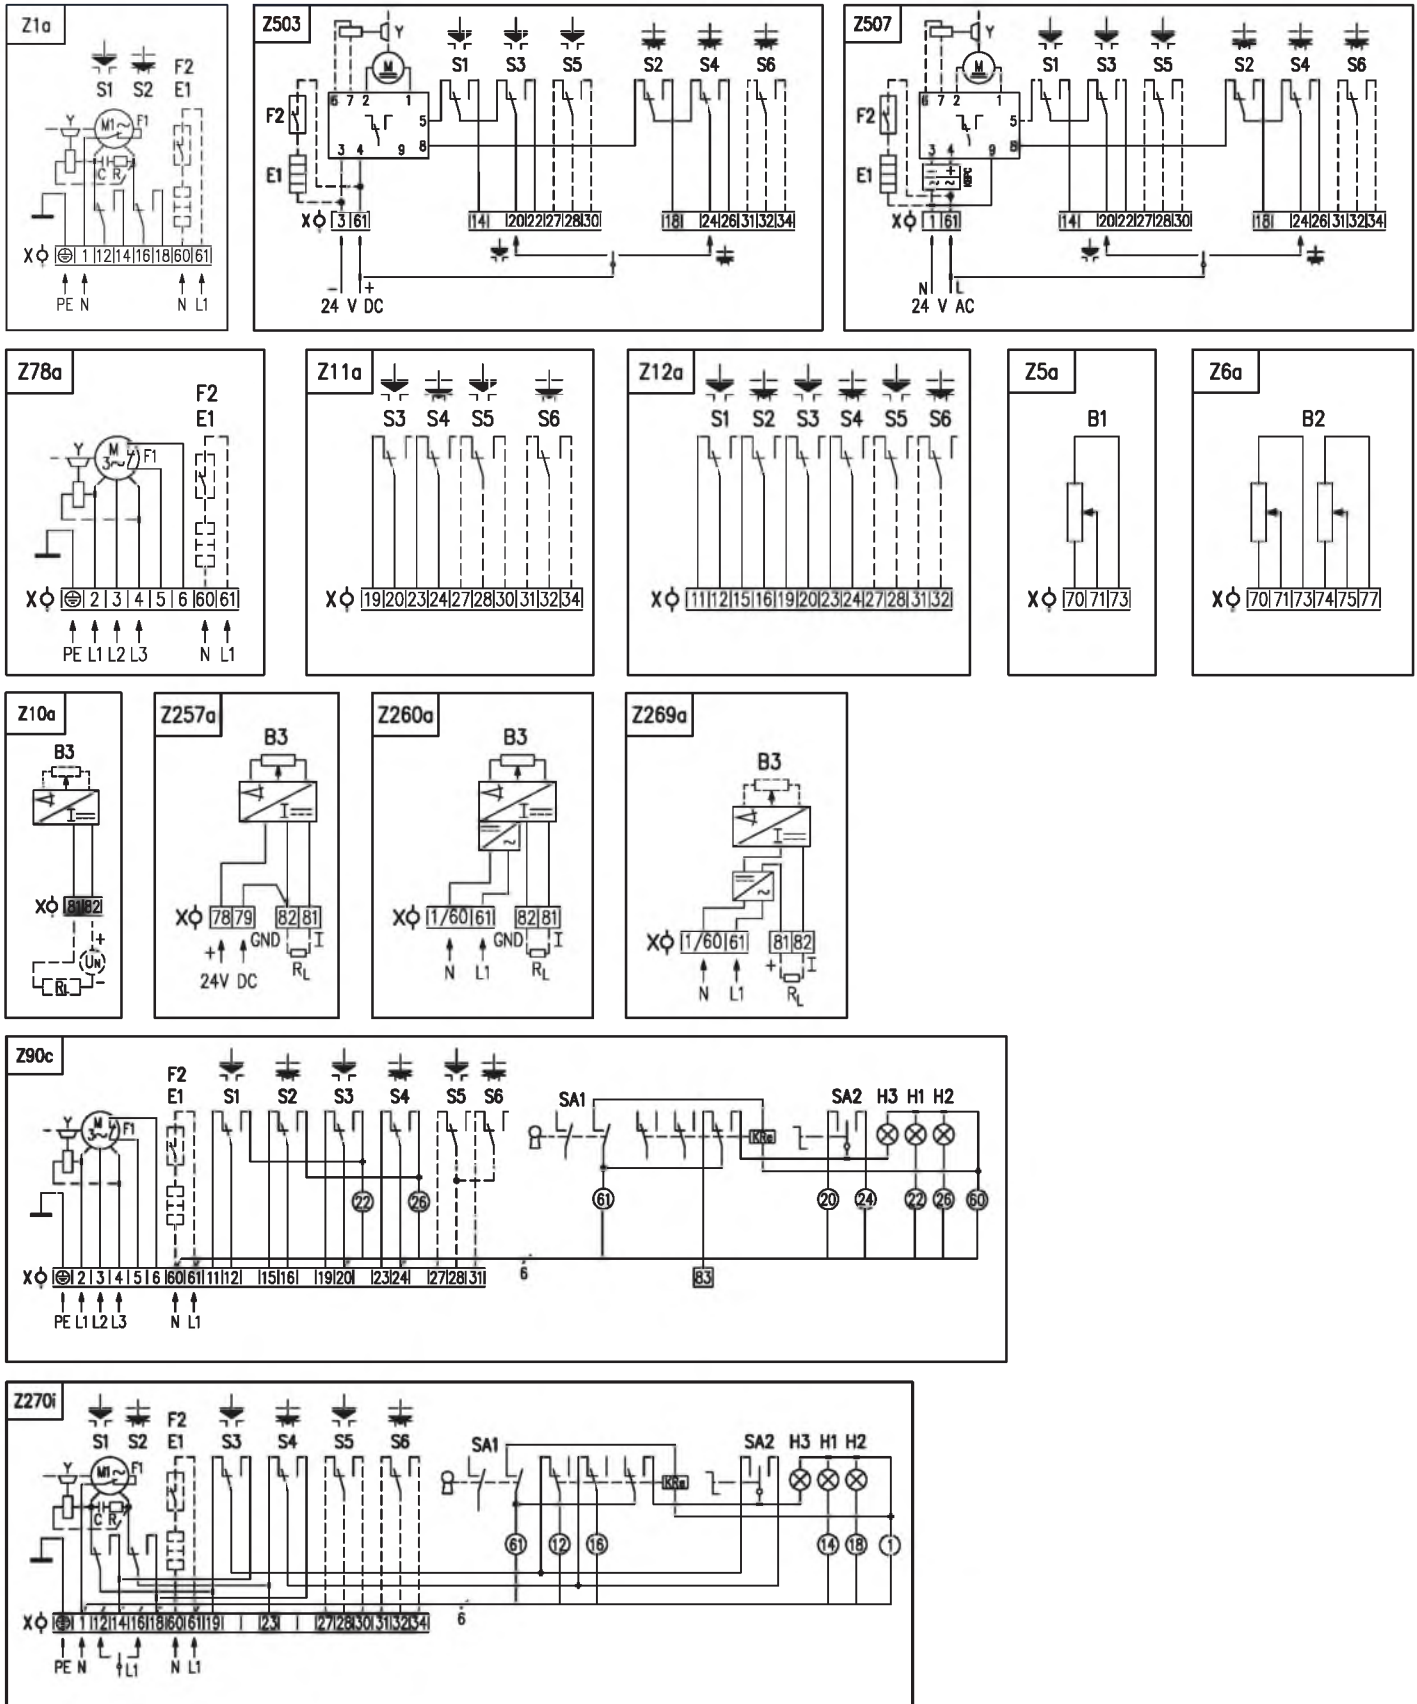 Z1a
S1 S2
F2
E1
Y M1~ F1
C R
X 1 12 14 16 18 60 61
PE N N L1
Z503
Y
M
S1 S3 S5 S2 S4 S6
6 7 2 1
F2
5
3 4 9 8
E1
X 3 61 14 20 22 27 28 30 18 24 26 31 32 34
- +
24 V DC
Z507
Y
M
S1 S3 S5 S2 S4 S6
6 7 2 1
F2
5
3 4 9 8
E1
КБРС
X 1 61 14 20 22 27 28 30 18 24 26 31 32 34
N L
24 V AC
Z78a
F2
E1
Y M 3~ F1
X 2 3 4 5 6 60 61
PE L1 L2 L3 N L1
Z11a
S3 S4 S5 S6
X 19 20 23 24 27 28 30 31 32 34
Z12a
S1 S2 S3 S4 S5 S6
X 11 12 15 16 19 20 23 24 27 28 31 32
Z5a
B1
X 70 71 73
Z6a
B2
X 70 71 73 74 75 77
Z10a
B3
I
X 81 82
+
UN
RL -
Z257a
B3
I
X 78 79 82 81
+ GND I
24V DC RL
Z260a
B3
I
~
X 1/60 61 82 81
GND I
N L1 RL
Z269a
B3
I
~
X 1/60 61 81 82
+ I
N L1 RL
Z90c
F2
E1 S1 S2 S3 S4 S5 S6 SA1 SA2 H3 H1 H2
Y M 3~ F1
KRe
22 26 61 20 24 22 26 60
X 2 3 4 5 6 60 61 11 12 15 16 19 20 23 24 27 28 31 6 83
PE L1 L2 L3 N L1
Z270i
F2
S1 S2 E1 S3 S4 S5 S6 SA1 SA2 H3 H1 H2
Y M1~ F1
KRe
C R
61 12 16 14 18 1
X 1 12 14 16 18 60 61 19 23 27 28 30 31 32 34 6
PE N L1 N L1